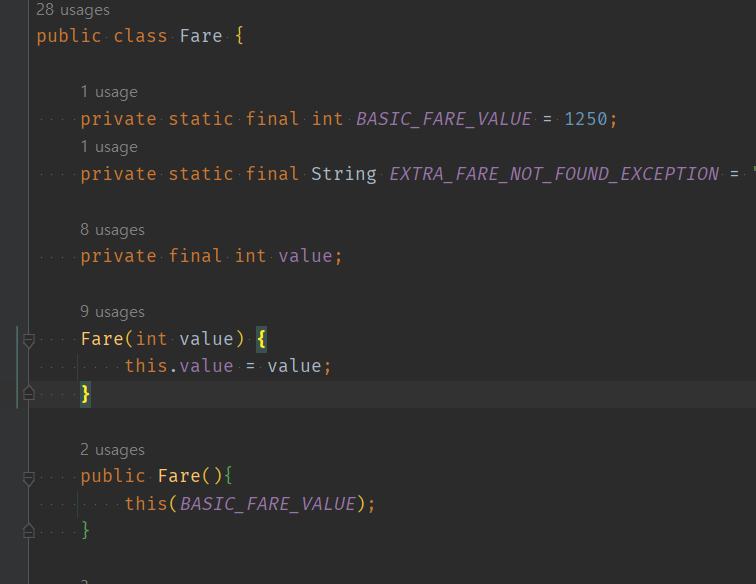 28 usages
public class Fare {
1 usage
private static final int BASIC_FARE_VALUE = 1250;
1 usage
private static final String EXTRA_FARE_NOT_FOUND_EXCEPTION = "
8 usages
private final int value;
9 usages
Fare(int value) {
this.value = value;
}
2 usages
public Fare(){
this(BASIC_FARE_VALUE);
}